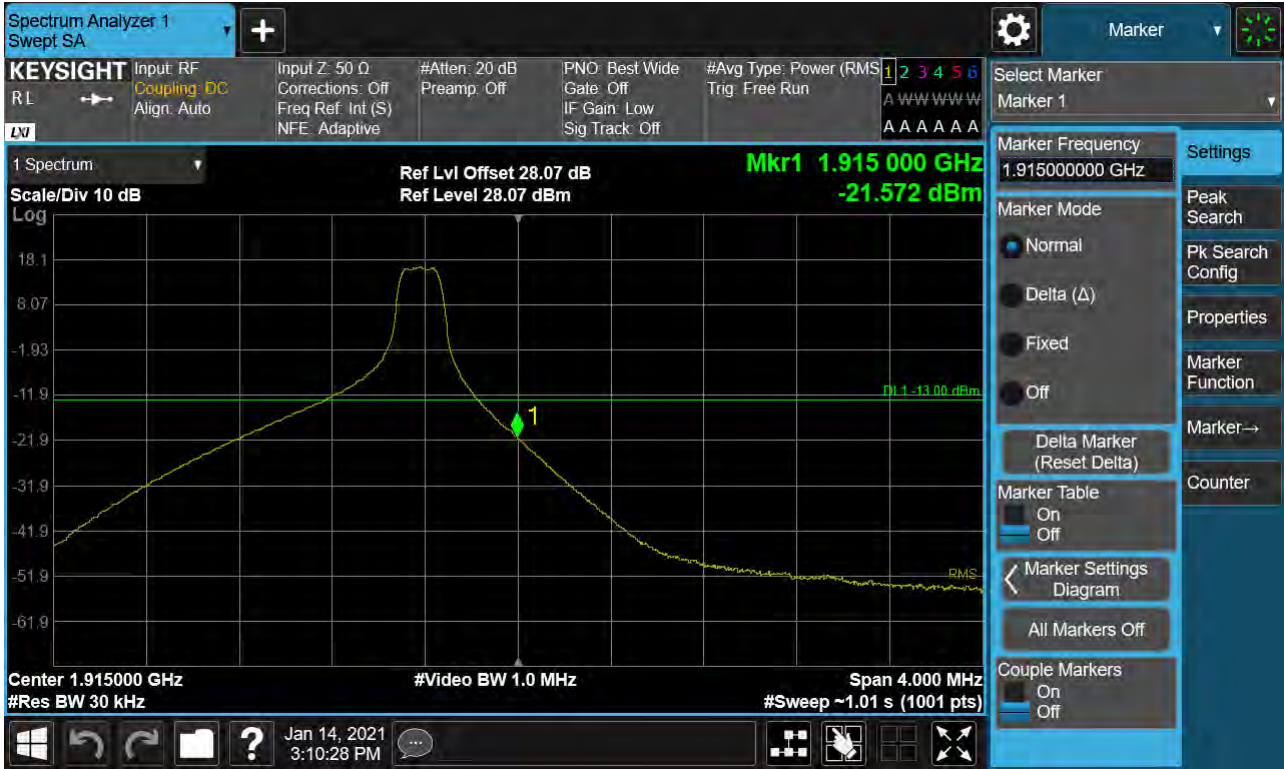 Spectrum Analyzer 1
Swept SA
+
Marker
KEYSIGHT
R L
LXI
Input: RF
Coupling: DC
Align: Auto
Input Z: 50 Ω
Corrections: Off
Freq Ref: Int (S)
NFE: Adaptive
#Atten: 20 dB
Preamp: Off
PNO: Best Wide
Gate: Off
IF Gain: Low
Sig Track: Off
#Avg Type: Power (RMS
Trig: Free Run
1 2 3 4 5 6
A W W W W W
A A A A A A
Select Marker
Marker 1
1 Spectrum
Scale/Div 10 dB
Log
Ref Lvl Offset 28.07 dB
Ref Level 28.07 dBm
Mkr1 1.915 000 GHz
-21.572 dBm
18.1
8.07
-1.93
-11.9
-21.9
-31.9
-41.9
-51.9
-61.9
DL1 -13.00 dBm
1
RMS
Center 1.915000 GHz
#Res BW 30 kHz
#Video BW 1.0 MHz
Span 4.000 MHz
#Sweep ~1.01 s (1001 pts)
Marker Frequency
1.915000000 GHz
Marker Mode
Normal
Delta (Δ)
Fixed
Off
Delta Marker
(Reset Delta)
Marker Table
On
Off
Marker Settings
Diagram
All Markers Off
Couple Markers
On
Off
Settings
Peak
Search
Pk Search
Config
Properties
Marker
Function
Marker→
Counter
?
Jan 14, 2021
3:10:28 PM